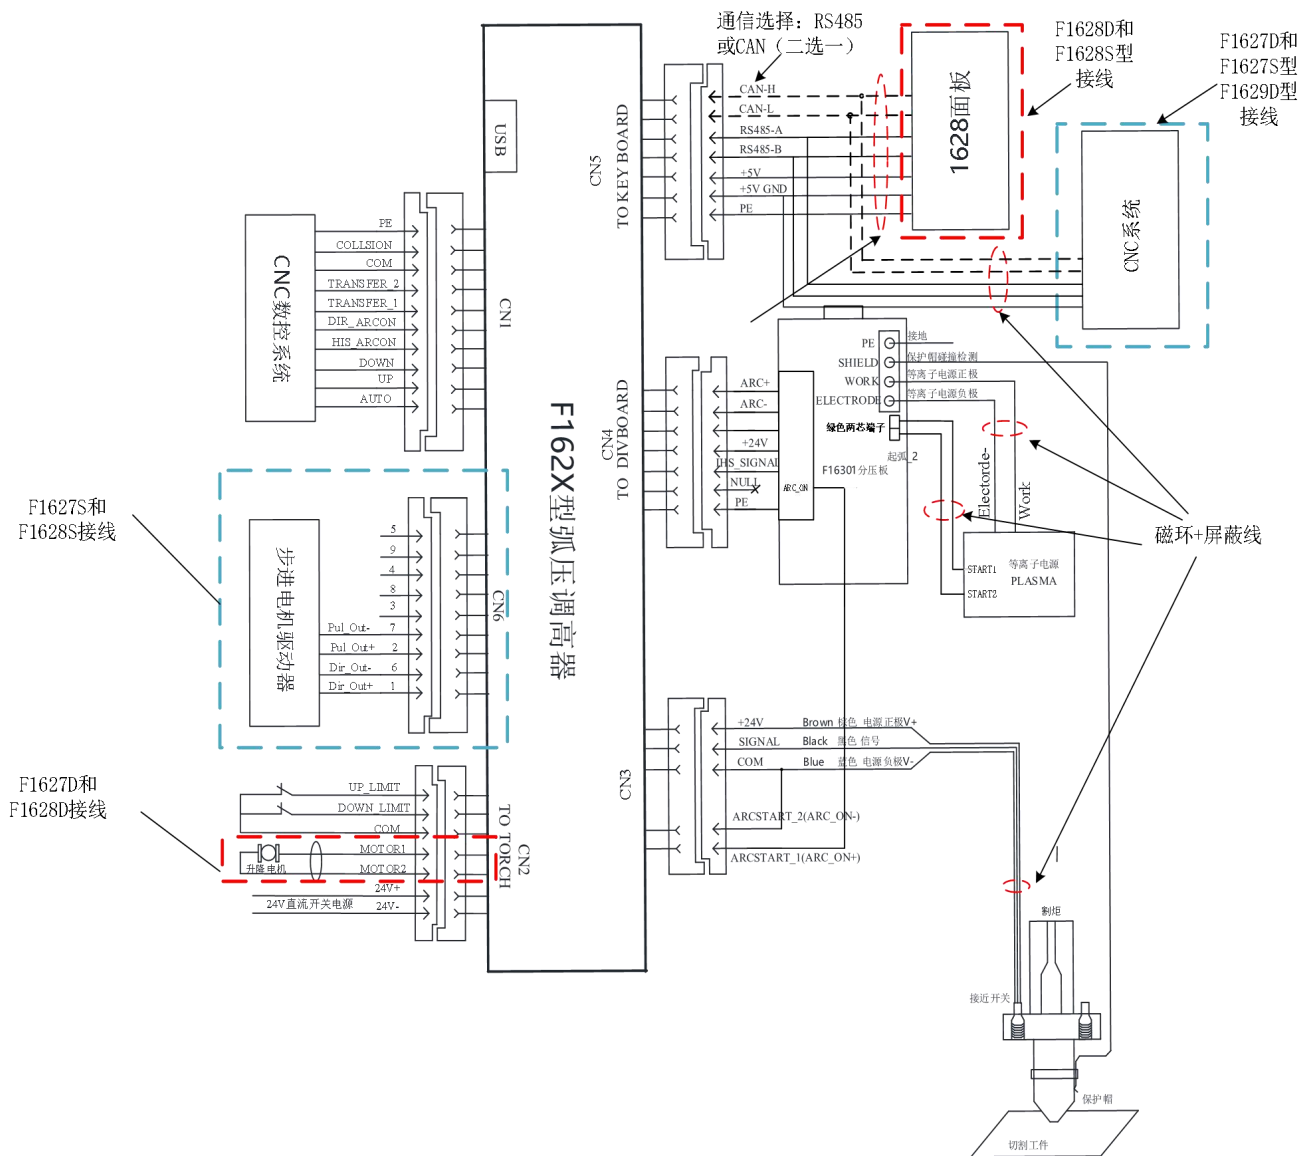 通信选择：RS485
或CAN（二选一）
F1628D和
F1628S型
接线
F1627D和
F1627S型
F1629D型
接线
USB
CN5
TO KEY BOARD
CAN-H
CAN-L
RS485-A
RS485-B
+5V
+5V GND
PE
1628面板
CNC系统
CNC数控系统
PE
COLLSION
COM
TRANSFER_2
TRANSFER_1
DIR_ARCON
HIS_ARCON
DOWN
UP
AUTO
CN1
F162X型弧压调高器
CN4
TO DIVBOARD
ARC+
ARC-
+24V
IHS_SIGNAL
NULL
PE
ARC_ON
PE
SHIELD
WORK
ELECTRODE
接地
保护帽碰撞检测
等离子电源正极
等离子电源负极
绿色两芯端子
起弧_2
F16301分压板
Electorde-
Work
START1
START2
等离子电源
PLASMA
磁环+屏蔽线
F1627S和
F1628S接线
步进电机驱动器
5
9
4
8
3
Pul_Out- 7
Pul_Out+ 2
Dir_Out- 6
Dir_Out+ 1
CN6
F1627D和
F1628D接线
UP_LIMIT
DOWN_LIMIT
COM
MOTOR1
MOTOR2
升降电机
24V+
24V直流开关电源 24V-
TO TORCH
CN2
CN3
+24V Brown 棕色 电源正极V+
SIGNAL Black 黑色 信号
COM Blue 蓝色 电源负极V-
ARCSTART_2(ARC_ON-)
ARCSTART_1(ARC_ON+)
割炬
接近开关
保护帽
切割工件